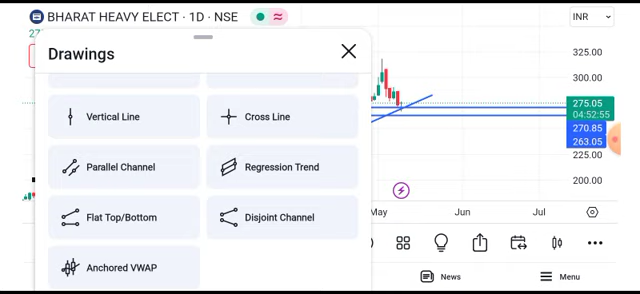 BHARAT HEAVY ELECT · 1D · NSE
INR
27
Drawings
Vertical Line
Cross Line
Parallel Channel
Regression Trend
Flat Top/Bottom
Disjoint Channel
Anchored VWAP
325.00
300.00
275.05
04:52:55
270.85
263.05
225.00
200.00
May
Jun
Jul
News
Menu